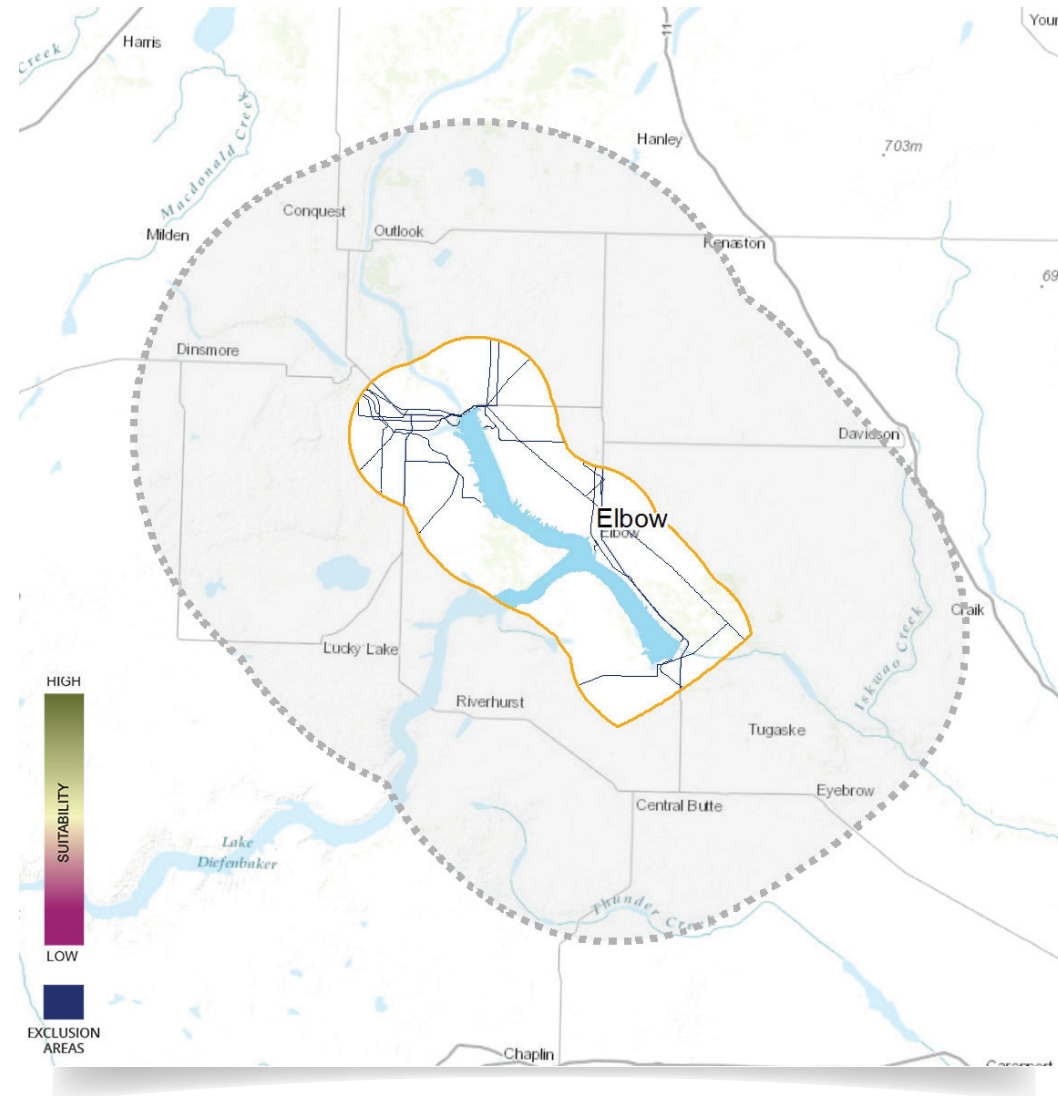 Harris
Creek
Macdonald Creek
Milden
Conquest
Outlook
11
Hanley
703m
Kenaston
69
Dinsmore
Davidson
Elbow
Elbow
Craik
Iskwao Creek
Lucky Lake
Riverhurst
Tugaske
Eyebrow
Central Butte
Lake
Diefenbaker
Thunder Creek
Chaplin
HIGH
SUITABILITY
LOW
EXCLUSION
AREAS